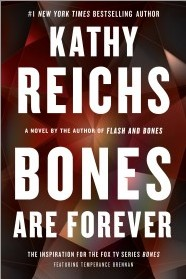 #1 NEW YORK TIMES BESTSELLING AUTHOR
KATHY
REICHS
A NOVEL BY THE AUTHOR OF FLASH AND BONES
BONES
ARE FOREVER
THE INSPIRATION FOR THE FOX TV SERIES BONES
FEATURING TEMPERANCE BRENNAN